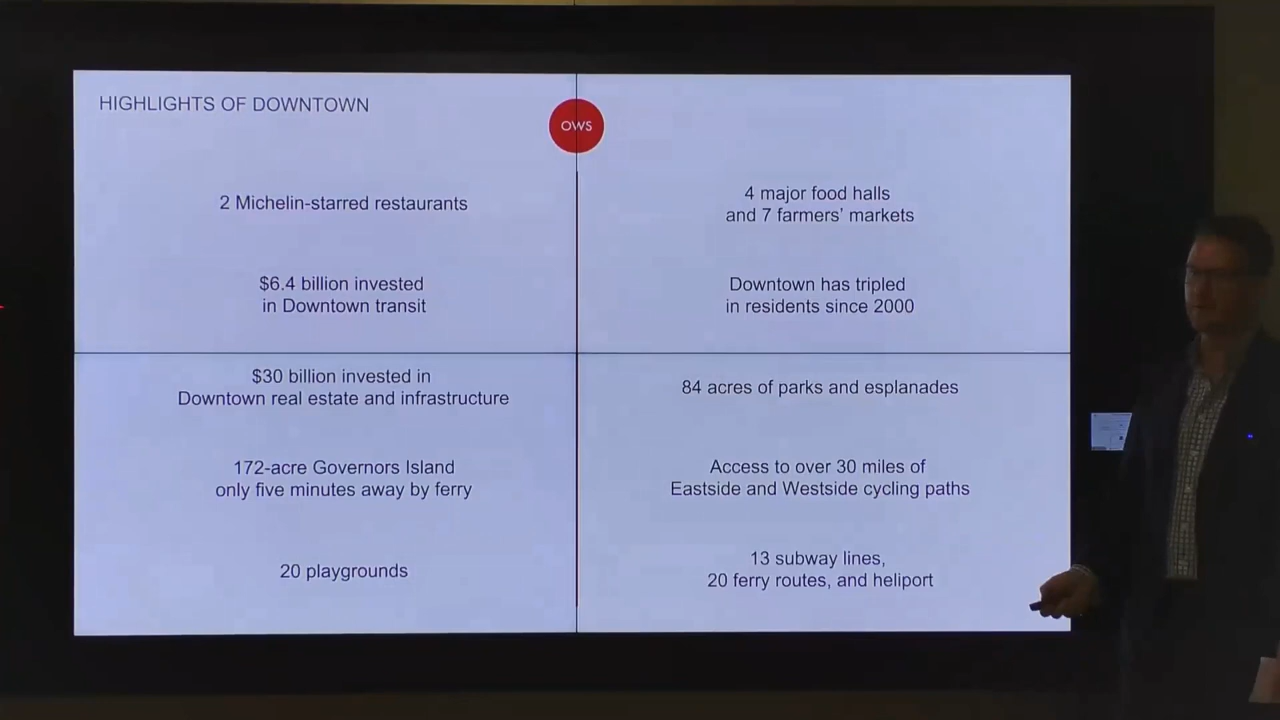 HIGHLIGHTS OF DOWNTOWN
OWS
2 Michelin-starred restaurants
4 major food halls
and 7 farmers’ markets
$6.4 billion invested
in Downtown transit
Downtown has tripled
in residents since 2000
$30 billion invested in
Downtown real estate and infrastructure
84 acres of parks and esplanades
172-acre Governors Island
only five minutes away by ferry
Access to over 30 miles of
Eastside and Westside cycling paths
20 playgrounds
13 subway lines,
20 ferry routes, and heliport